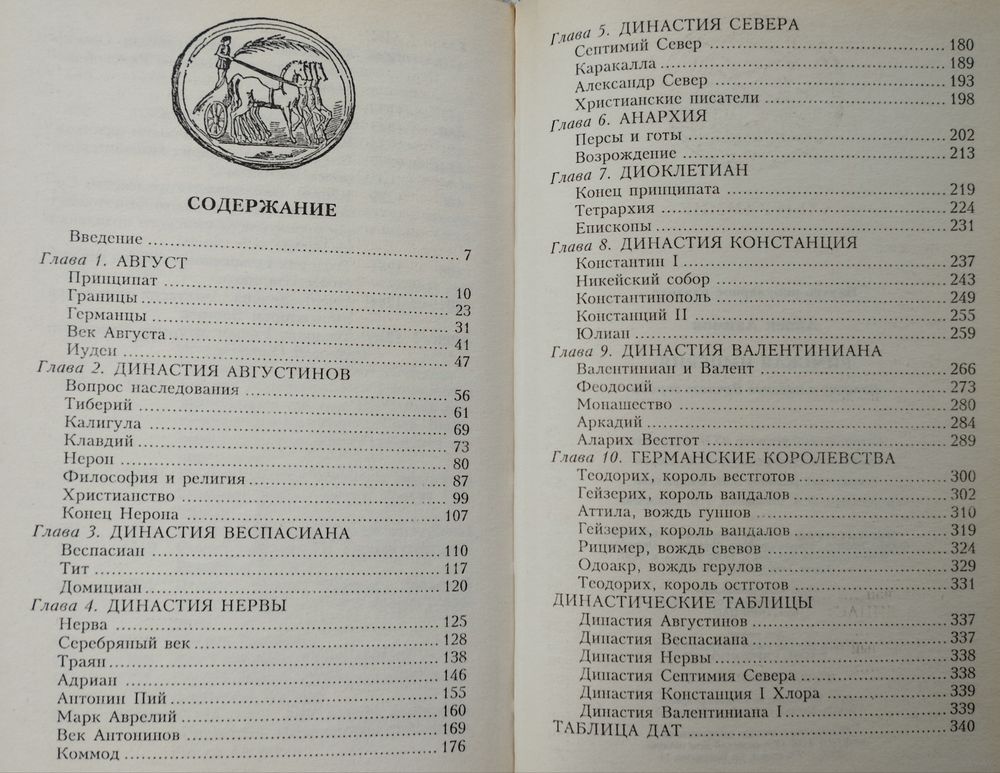 СОДЕРЖАНИЕ
Введение ..... 7
Глава 1. АВГУСТ
Принципат ..... 10
Границы ..... 23
Германцы ..... 31
Век Августа ..... 41
Иудеи ..... 47
Глава 2. ДИНАСТИЯ АВГУСТИНОВ
Вопрос наследования ..... 56
Тиберий ..... 61
Калигула ..... 69
Клавдий ..... 73
Нерон ..... 80
Философия и религия ..... 87
Христианство ..... 99
Конец Нерона ..... 107
Глава 3. ДИНАСТИЯ ВЕСПАСИАНА
Веспасиан ..... 110
Тит ..... 117
Домициан ..... 120
Глава 4. ДИНАСТИЯ НЕРВЫ
Нерва ..... 125
Серебряный век ..... 128
Траян ..... 138
Адриан ..... 146
Антонин Пий ..... 155
Марк Аврелий ..... 160
Век Антонинов ..... 169
Коммод ..... 176
Глава 5. ДИНАСТИЯ СЕВЕРА
Септимий Север ..... 180
Каракалла ..... 189
Александр Север ..... 193
Христианские писатели ..... 198
Глава 6. АНАРХИЯ
Персы и готы ..... 202
Возрождение ..... 213
Глава 7. ДИОКЛЕТИАН
Конец принципата ..... 219
Тетрархия ..... 224
Епископы ..... 231
Глава 8. ДИНАСТИЯ КОНСТАНЦИЯ
Константин I ..... 237
Никейский собор ..... 243
Константинополь ..... 249
Констанций II ..... 255
Юлиан ..... 259
Глава 9. ДИНАСТИЯ ВАЛЕНТИНИАНА
Валентиниан и Валент ..... 266
Феодосий ..... 273
Монашество ..... 280
Аркадий ..... 284
Аларих Вестгот ..... 289
Глава 10. ГЕРМАНСКИЕ КОРОЛЕВСТВА
Теодорих, король вестготов ..... 300
Гейзерих, король вандалов ..... 302
Аттила, вождь гуннов ..... 310
Гейзерих, король вандалов ..... 319
Рицимер, вождь свевов ..... 324
Одоакр, вождь герулов ..... 329
Теодорих, король остготов ..... 331
ДИНАСТИЧЕСКИЕ ТАБЛИЦЫ
Династия Августинов ..... 337
Династия Веспасиана ..... 337
Династия Нервы ..... 338
Династия Септимия Севера ..... 338
Династия Константина I Хлора ..... 339
Династия Валентиниана I ..... 339
ТАБЛИЦА ДАТ ..... 340